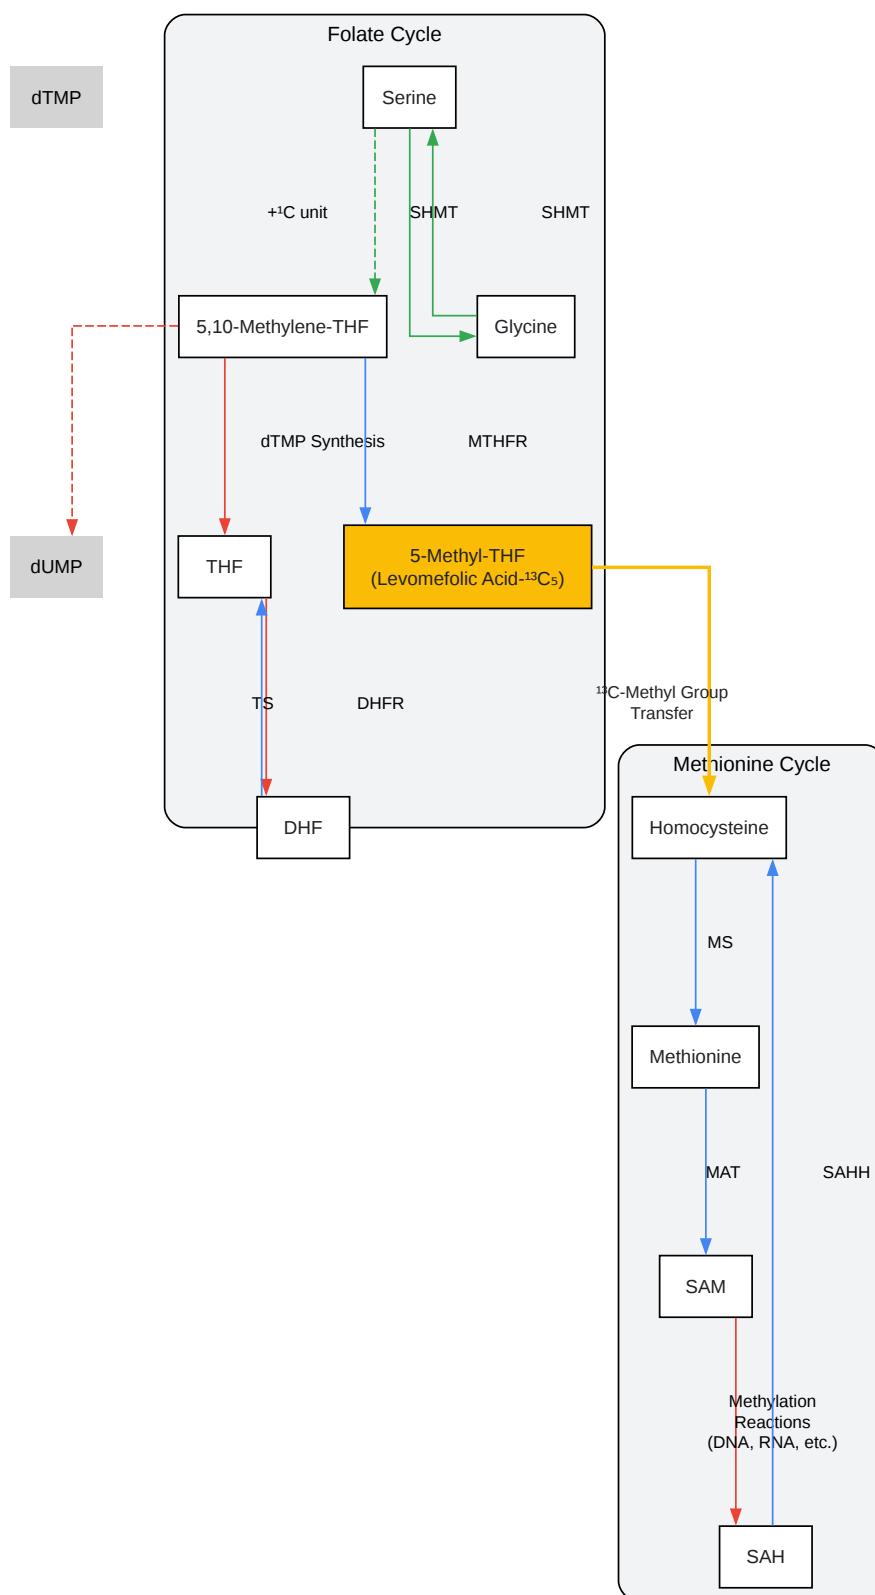 Folate Cycle
dTMP
Serine
+¹C unit
SHMT
SHMT
5,10-Methylene-THF
Glycine
dTMP Synthesis
MTHFR
dUMP
THF
5-Methyl-THF
(Levomefolic Acid-¹³C₅)
TS
DHFR
¹³C-Methyl Group
Transfer
Methionine Cycle
DHF
Homocysteine
MS
Methionine
MAT
SAHH
SAM
Methylation
Reactions
(DNA, RNA, etc.)
SAH